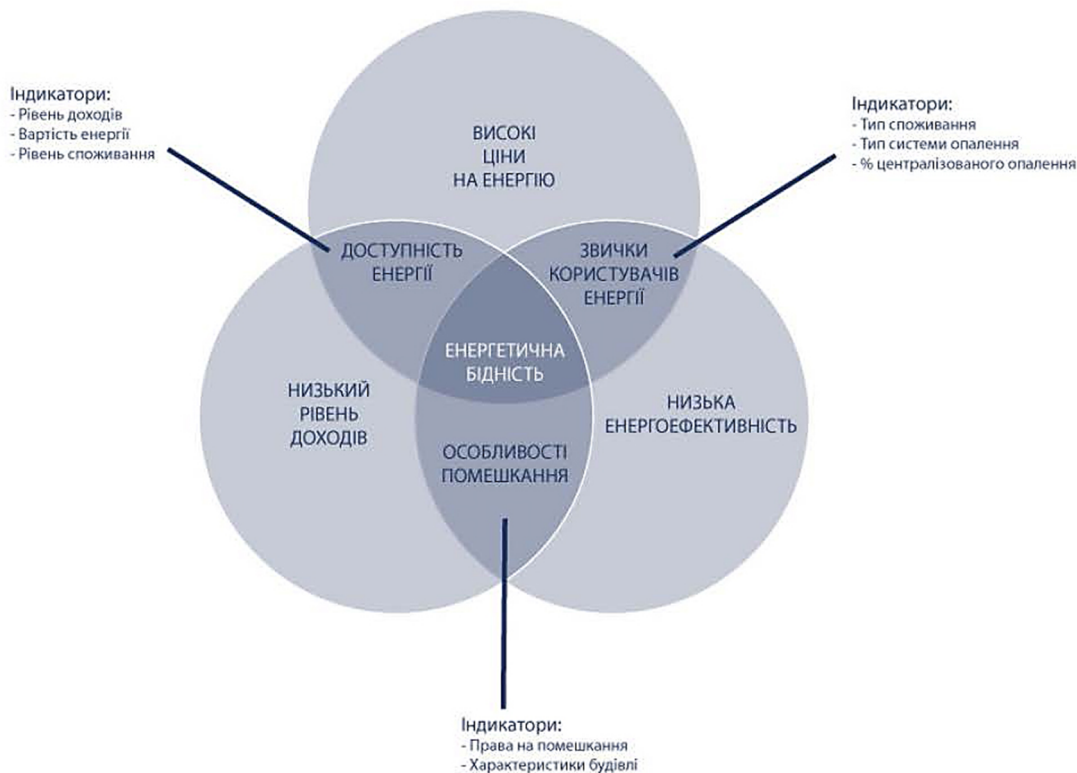 Індикатори:
- Рівень доходів
- Вартість енергії
- Рівень споживання
ВИСОКІ
ЦІНИ
НА ЕНЕРГІЮ
Індикатори:
- Тип споживання
- Тип системи опалення
- % централізованого опалення
ДОСТУПНІСТЬ
ЕНЕРГІЇ
ЗВИЧКИ
КОРИСТУВАЧІВ
ЕНЕРГІЇ
ЕНЕРГЕТИЧНА
БІДНІСТЬ
НИЗЬКИЙ
РІВЕНЬ
ДОХОДІВ
НИЗЬКА
ЕНЕРГОЕФЕКТИВНІСТЬ
ОСОБЛИВОСТІ
ПОМЕШКАННЯ
Індикатори:
- Права на помешкання
- Характеристики будівлі